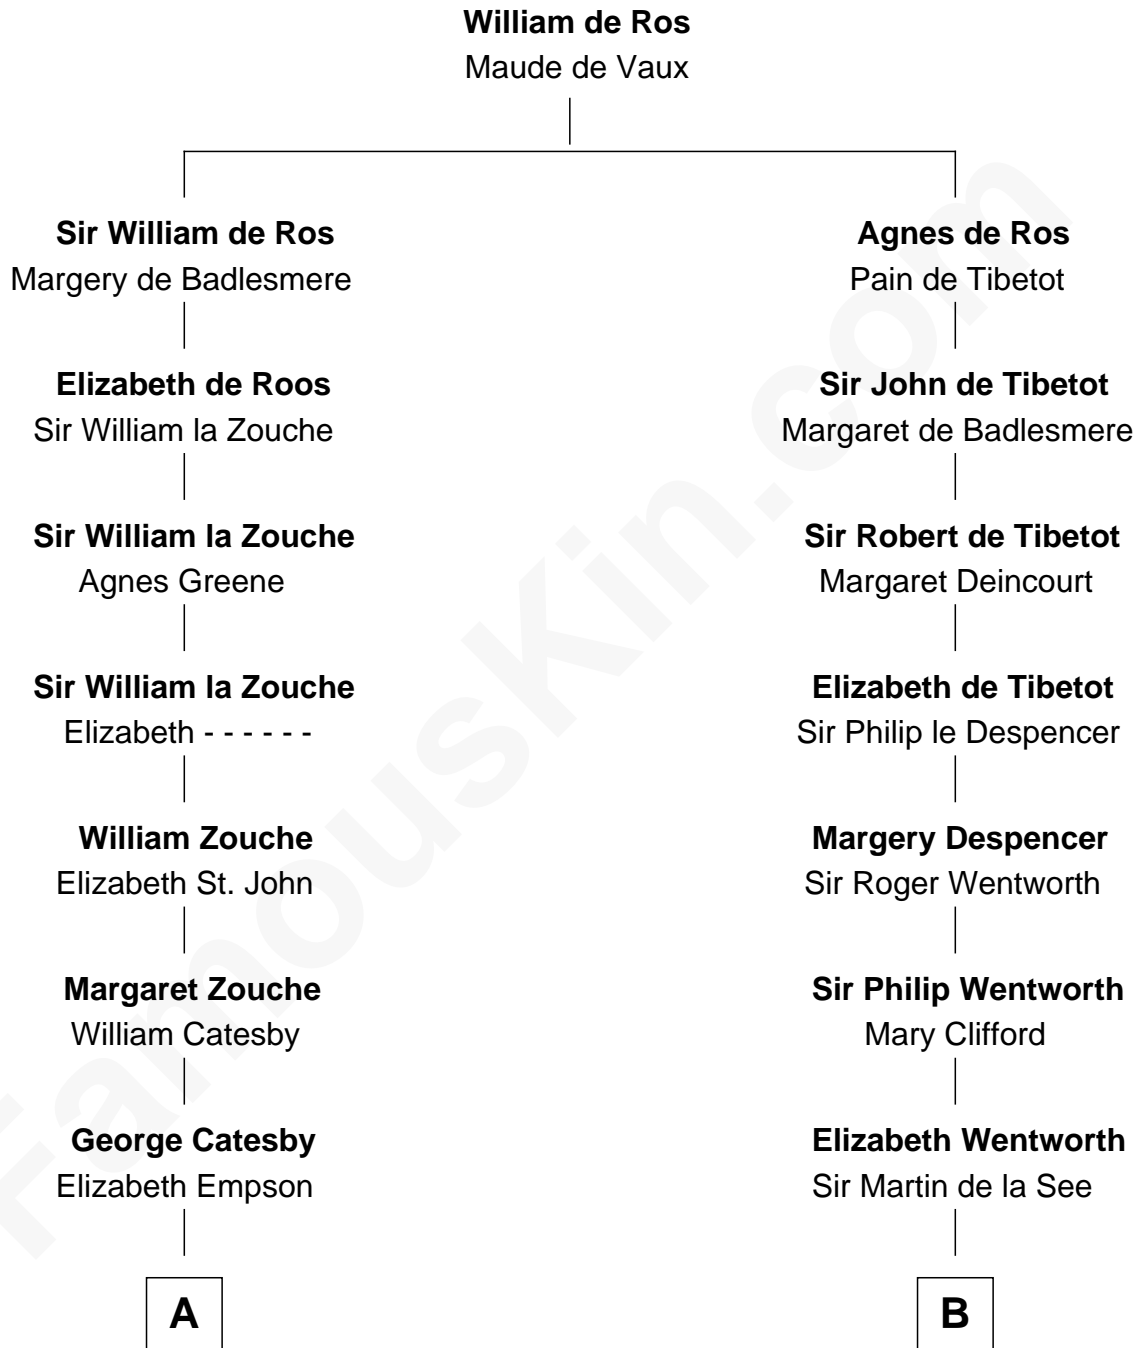 William de Ros
Maude de Vaux
Sir William de Ros
Margery de Badlesmere
Agnes de Ros
Pain de Tibetot
Elizabeth de Roos
Sir William la Zouche
Sir John de Tibetot
Margaret de Badlesmere
Sir William la Zouche
Agnes Greene
Sir Robert de Tibetot
Margaret Deincourt
Sir William la Zouche
Elizabeth - - - - - -
Elizabeth de Tibetot
Sir Philip le Despencer
William Zouche
Elizabeth St. John
Margery Despencer
Sir Roger Wentworth
Margaret Zouche
William Catesby
Sir Philip Wentworth
Mary Clifford
George Catesby
Elizabeth Empson
Elizabeth Wentworth
Sir Martin de la See
A
B
FamousKin.com